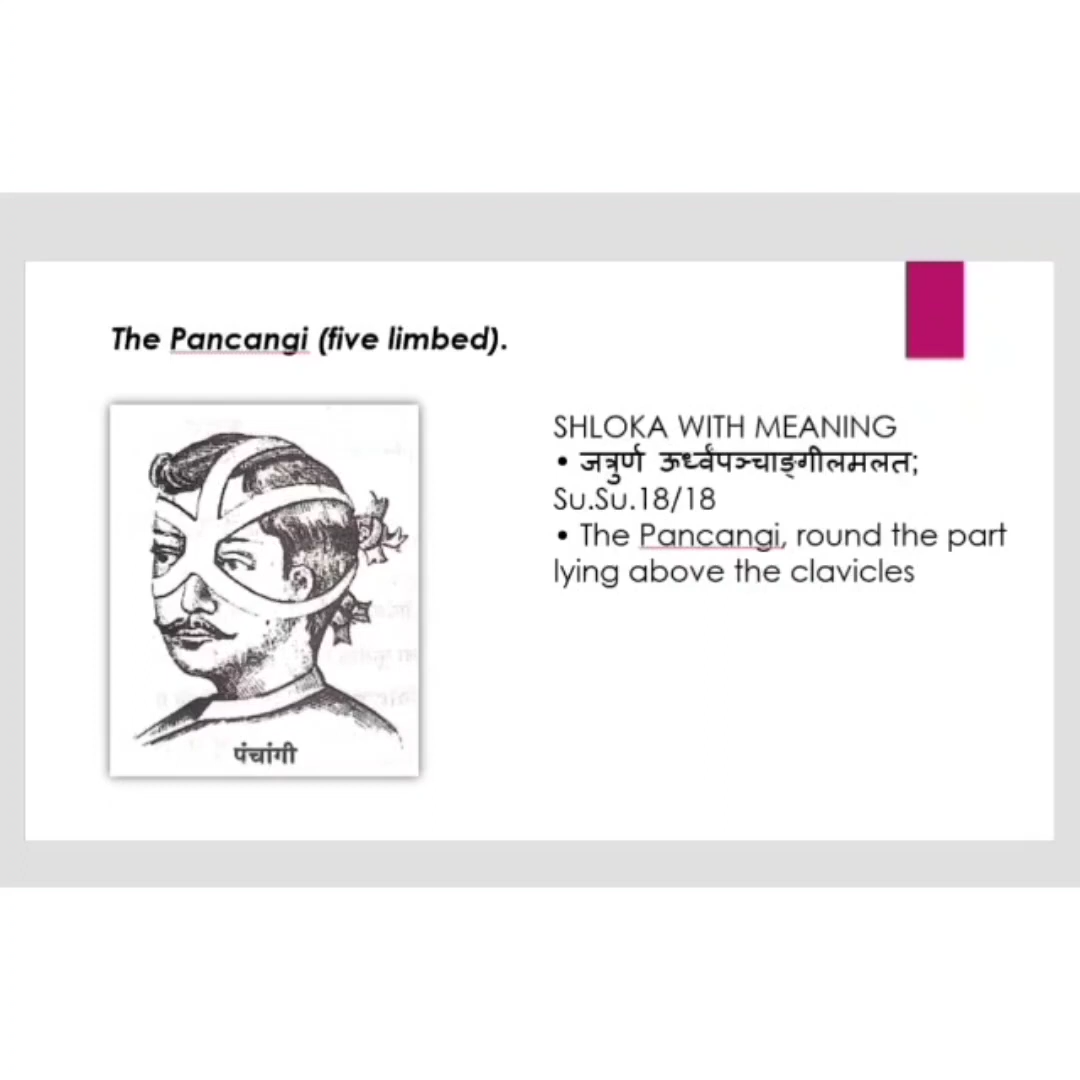 The Pancangi (five limbed).
SHLOKA WITH MEANING
• जत्रुर्ण ऊर्ध्वंपञ्चाङ्गीलमलत;
Su.Su.18/18
• The Pancangi, round the part
lying above the clavicles
पंचांगी